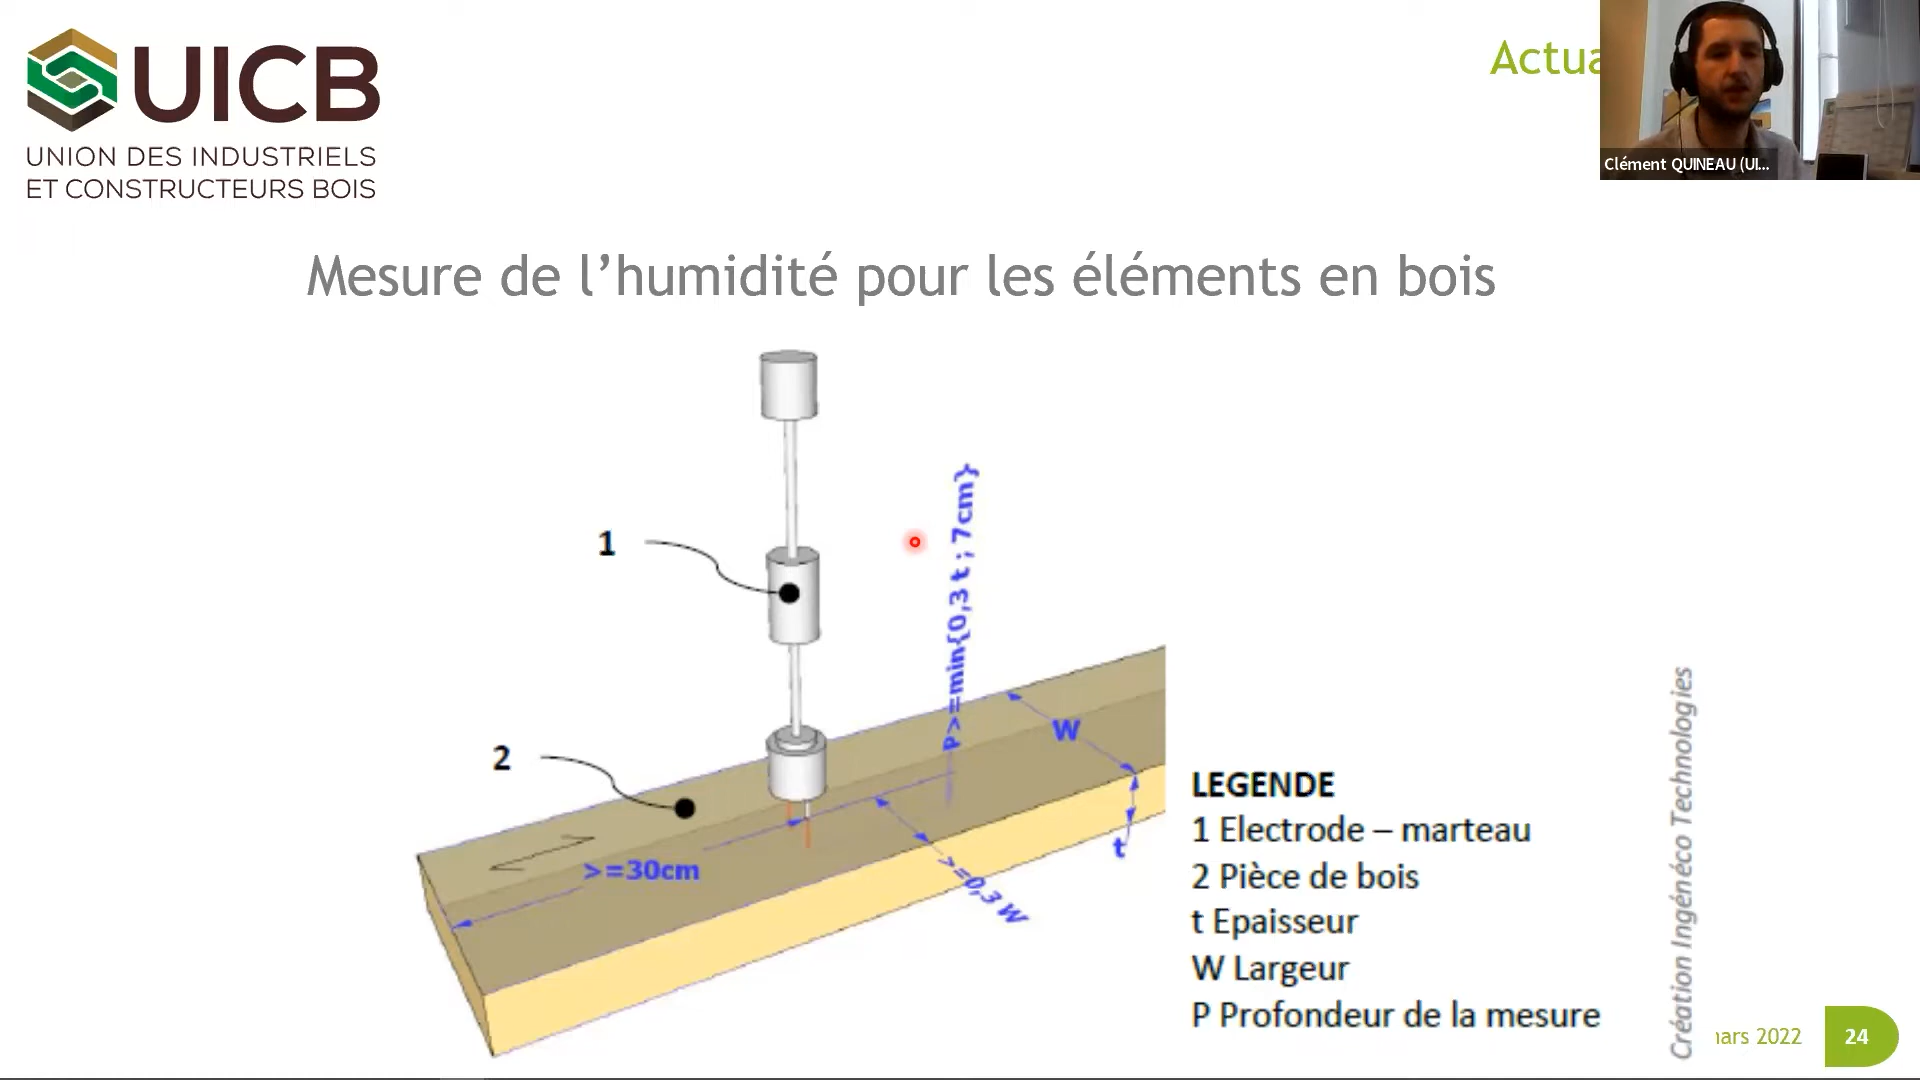 UICB
UNION DES INDUSTRIELS
ET CONSTRUCTEURS BOIS
Actua
Clément QUINEAU (UI...
Mesure de l’humidité pour les éléments en bois
1
2
P>=min{0,3 t ; 7cm}
W
t
>=30cm
>=0,3 W
LEGENDE
1 Electrode – marteau
2 Pièce de bois
t Epaisseur
W Largeur
P Profondeur de la mesure
Création Ingénéco Technologies
mars 2022
24